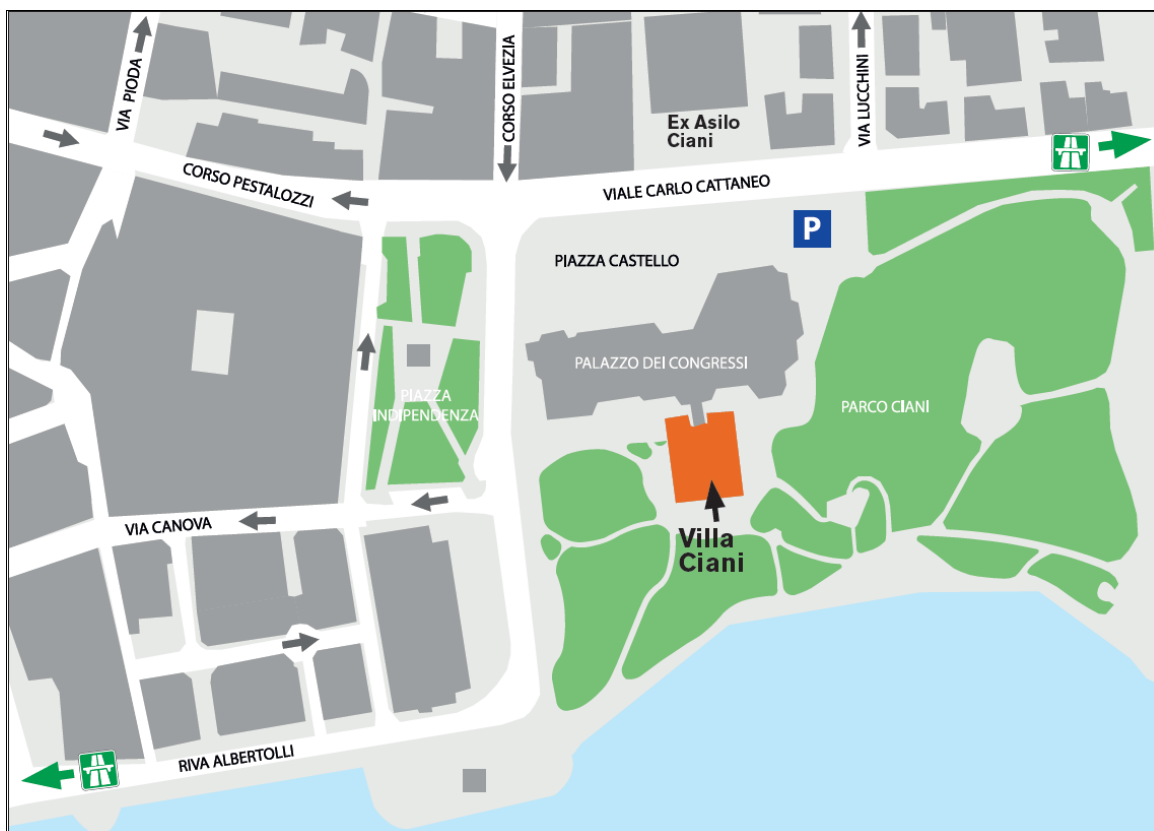 VIA PIODA
CORSO ELVEZIA
VIA LUCCHINI
Ex Asilo
Ciani
CORSO PESTALOZZI
VIALE CARLO CATTANEO
P
PIAZZA CASTELLO
PALAZZO DEI CONGRESSI
PIAZZA
INDIPENDENZA
PARCO CIANI
VIA CANOVA
Villa
Ciani
RIVA ALBERTOLLI